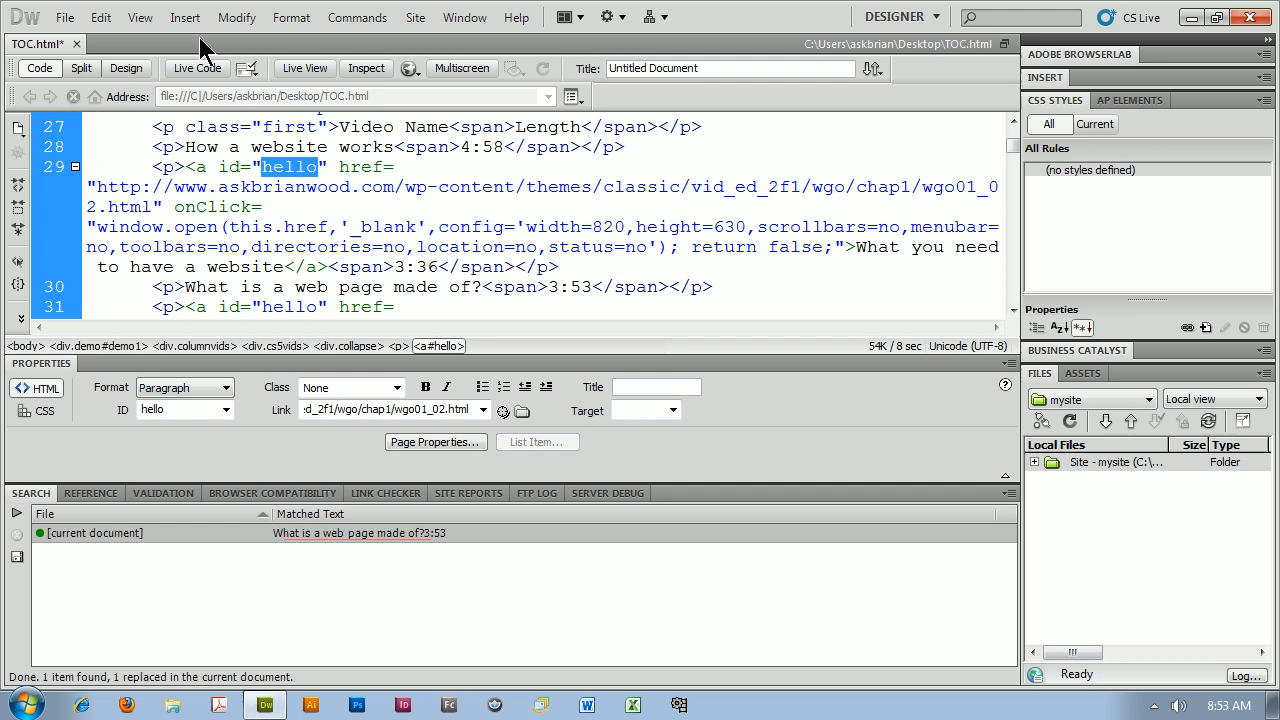 Dw File Edit View Insert Modify Format Commands Site Window Help DESIGNER CS Live
TOC.html* C:\Users\askbrian\Desktop\TOC.html
Code Split Design Live Code Live View Inspect Multiscreen Title: Untitled Document
Address: file:///C|/Users/askbrian/Desktop/TOC.html
27 <p class="first">Video Name<span>Length</span></p>
28 <p>How a website works<span>4:58</span></p>
29 <p><a id="hello" href=
"http://www.askbrianwood.com/wp-content/themes/classic/vid_ed_2f1/wgo/chap1/wgo01_0
2.html" onClick=
"window.open(this.href,'_blank',config='width=820,height=630,scrollbars=no,menubar=
no,toolbars=no,directories=no,location=no,status=no'); return false;">What you need
to have a website</a><span>3:36</span></p>
30 <p>What is a web page made of?<span>3:53</span></p>
31 <p><a id="hello" href=
<body> <div.demo#demo1> <div.columnvids> <div.cs5vids> <div.collapse> <p> <a#hello> 54K / 8 sec Unicode (UTF-8)
PROPERTIES
HTML Format Paragraph Class None B I Title
CSS ID hello Link :d_2f1/wgo/chap1/wgo01_02.html Target
Page Properties... List Item...
SEARCH REFERENCE VALIDATION BROWSER COMPATIBILITY LINK CHECKER SITE REPORTS FTP LOG SERVER DEBUG
File Matched Text
[current document] What is a web page made of?3:53
Done. 1 item found, 1 replaced in the current document.
ADOBE BROWSERLAB
INSERT
CSS STYLES AP ELEMENTS
All Current
All Rules
(no styles defined)
Properties
BUSINESS CATALYST
FILES ASSETS
mysite Local view
Local Files Size Type
Site - mysite (C:\... Folder
Ready Log...
Dw Ai Ps Id Fc W X
8:53 AM